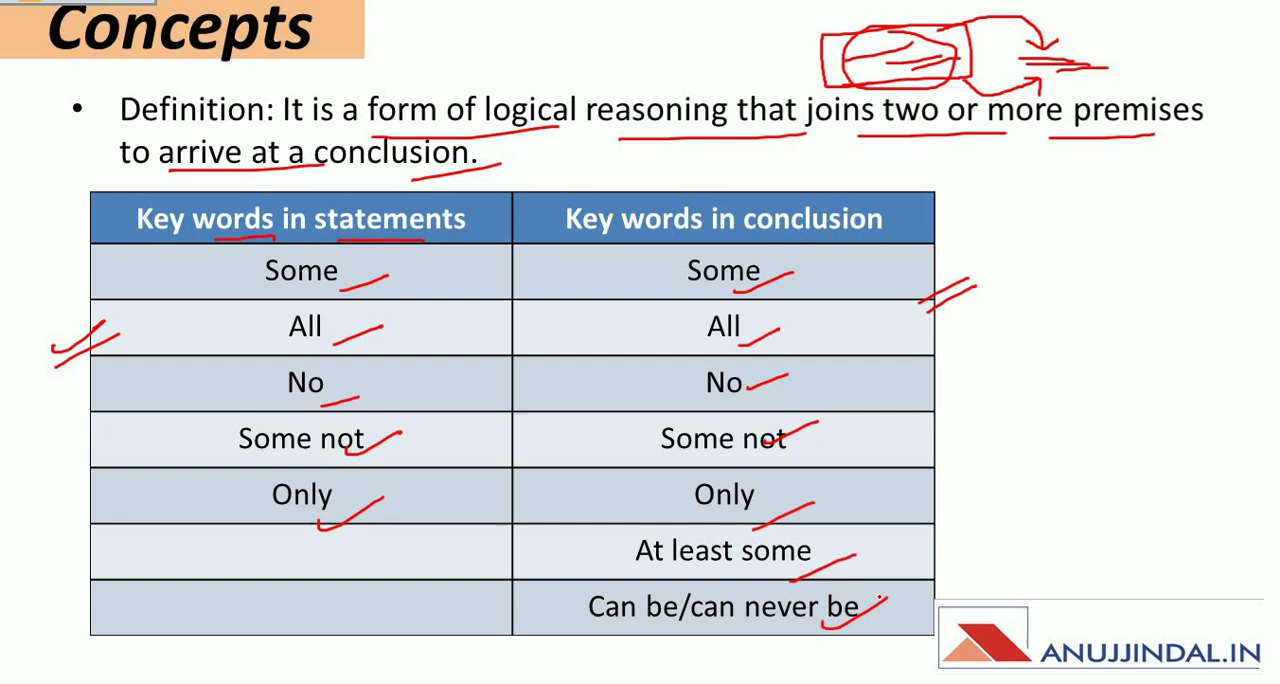 Concepts
• Definition: It is a form of logical reasoning that joins two or more premises
to arrive at a conclusion.
Key words in statements Key words in conclusion
Some Some
All All
No No
Some not Some not
Only Only
At least some
Can be/can never be
ANUJJINDAL.IN